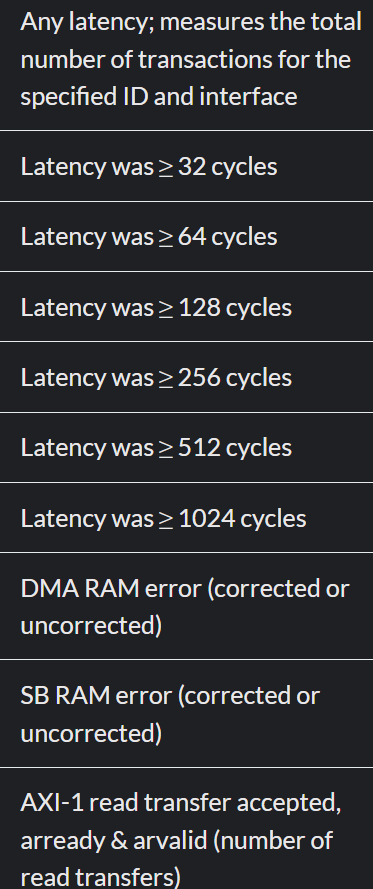 Any latency; measures the total
number of transactions for the
specified ID and interface
Latency was ≥ 32 cycles
Latency was ≥ 64 cycles
Latency was ≥ 128 cycles
Latency was ≥ 256 cycles
Latency was ≥ 512 cycles
Latency was ≥ 1024 cycles
DMA RAM error (corrected or
uncorrected)
SB RAM error (corrected or
uncorrected)
AXI-1 read transfer accepted,
arready & arvalid (number of
read transfers)